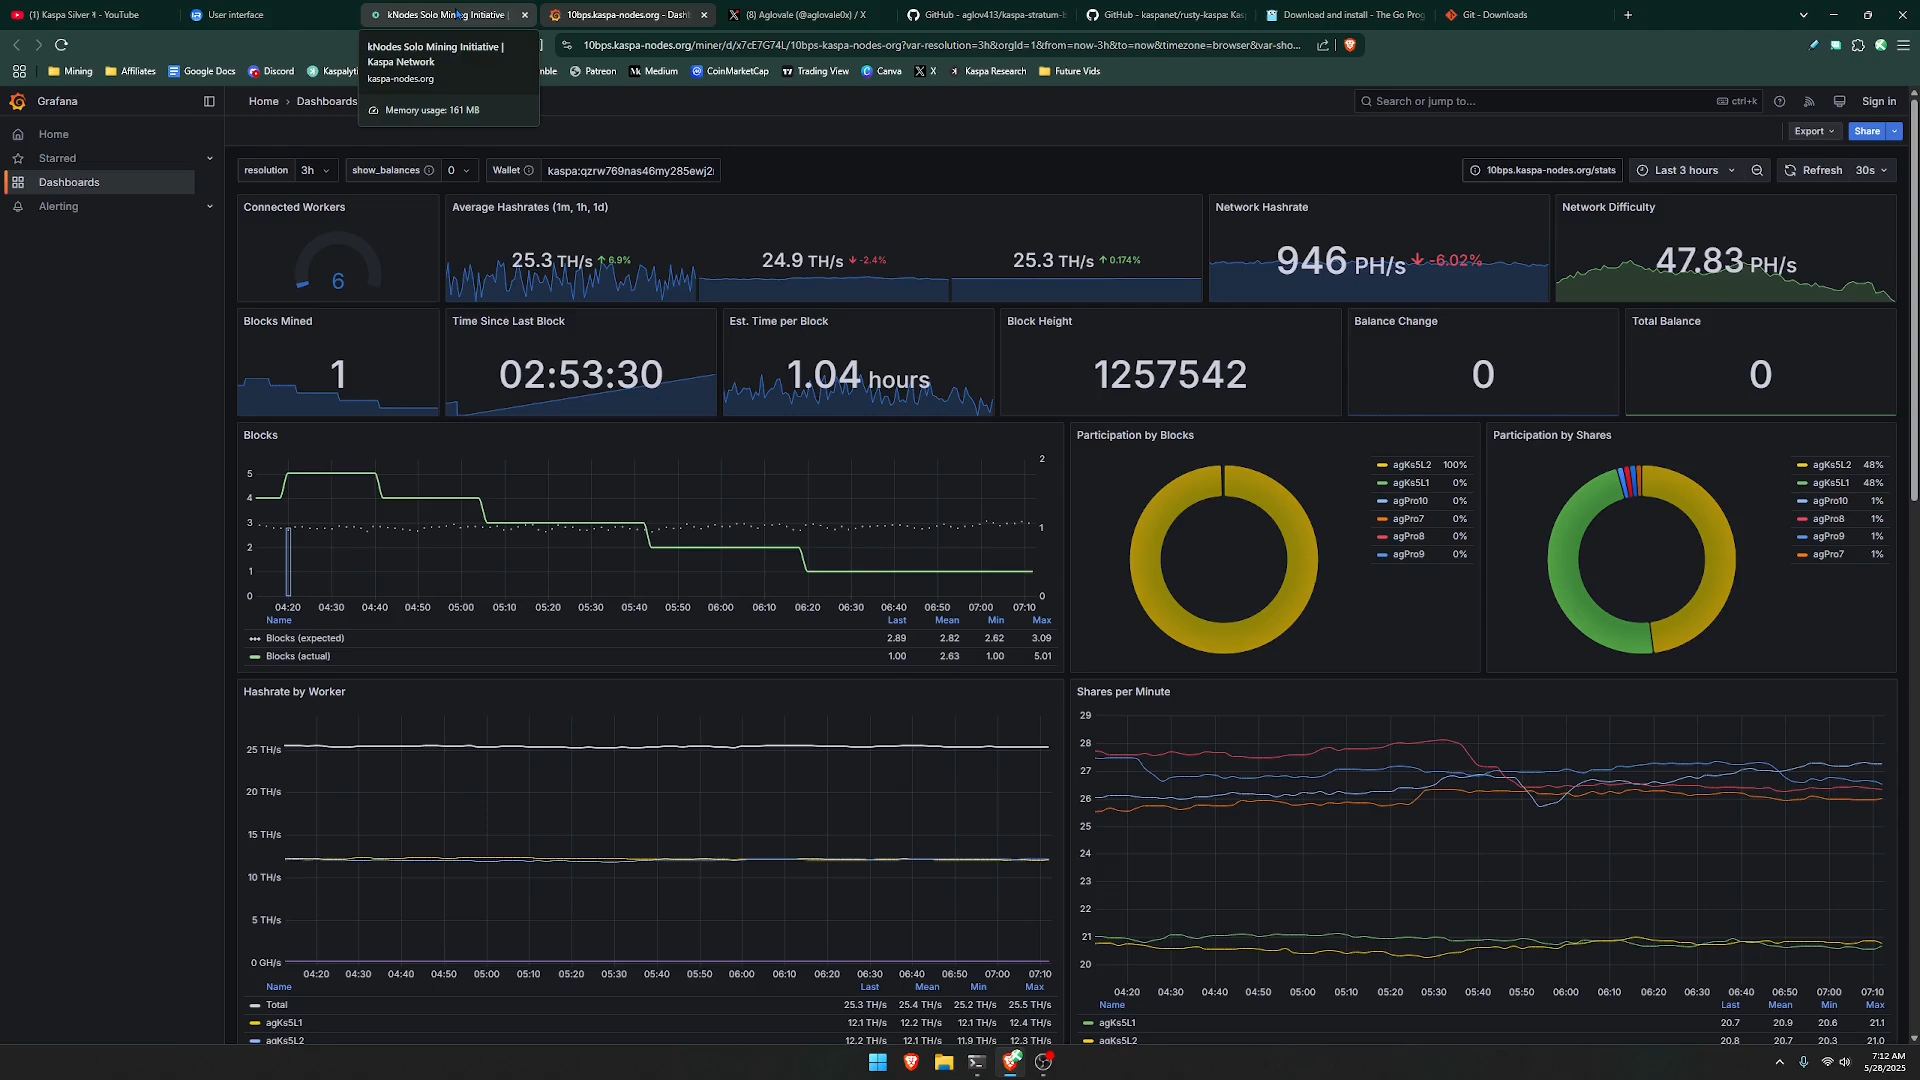 (1) Kaspa Silver
- YouTube
User interface
kNodes Solo Mining Initiative |
10bps.kaspa-nodes.org - Dash
Aglovale (@aglovale0x) / X
GitHub - aglov413/kaspa-stratum-b
GitHub - kaspanet/rusty-kaspa: Kas
Download and install - The Go Prog
Git - Downloads
kNodes Solo Mining Initiative |
Kaspa Network
kaspa-nodes.org
Memory usage: 161 MB
10bps.kaspa-nodes.org/miner/d/x7cE7G74L/10bps-kaspa-nodes-org?var-resolution=3h&orgId=1&from=now-3h&to=now&timezone=browser&var-sho...
Mining
Affiliates
Google Docs
Discord
Kaspalyti
mble
Patreon
Medium
CoinMarketCap
Trading View
Canva
X
Kaspa Research
Future Vids
Grafana
Home › Dashboards
Search or jump to...
ctrl+k
Sign in
Home
Starred
Dashboards
Alerting
Export
Share
resolution 3h
show_balances 0
Wallet kaspa:qzrw769nas46my285ewj2
10bps.kaspa-nodes.org/stats
Last 3 hours
Refresh 30s
Connected Workers
6
Average Hashrates (1m, 1h, 1d)
25.3 TH/s 6.9%
24.9 TH/s -2.4%
25.3 TH/s 0.174%
Network Hashrate
946 PH/s -6.02%
Network Difficulty
47.83 PH/s
Blocks Mined
1
Time Since Last Block
02:53:30
Est. Time per Block
1.04 hours
Block Height
1257542
Balance Change
0
Total Balance
0
Blocks
5
4
3
2
1
0
2
1
0
04:20 04:30 04:40 04:50 05:00 05:10 05:20 05:30 05:40 05:50 06:00 06:10 06:20 06:30 06:40 06:50 07:00 07:10
Name Last Mean Min Max
Blocks (expected) 2.89 2.82 2.62 3.09
Blocks (actual) 1.00 2.63 1.00 5.01
Participation by Blocks
agKs5L2 100%
agKs5L1 0%
agPro10 0%
agPro7 0%
agPro8 0%
agPro9 0%
Participation by Shares
agKs5L2 48%
agKs5L1 48%
agPro10 1%
agPro8 1%
agPro9 1%
agPro7 1%
Hashrate by Worker
25 TH/s
20 TH/s
15 TH/s
10 TH/s
5 TH/s
0 GH/s
04:20 04:30 04:40 04:50 05:00 05:10 05:20 05:30 05:40 05:50 06:00 06:10 06:20 06:30 06:40 06:50 07:00 07:10
Name Last Mean Min Max
Total 25.3 TH/s 25.4 TH/s 25.2 TH/s 25.5 TH/s
agKs5L1 12.1 TH/s 12.2 TH/s 12.1 TH/s 12.4 TH/s
agKs5L2 12.2 TH/s 12.1 TH/s 11.9 TH/s 12.3 TH/s
Shares per Minute
29
28
27
26
25
24
23
22
21
20
04:20 04:30 04:40 04:50 05:00 05:10 05:20 05:30 05:40 05:50 06:00 06:10 06:20 06:30 06:40 06:50 07:00 07:10
Name Last Mean Min Max
agKs5L1 20.7 20.9 20.6 21.1
agKs5L2 20.8 20.7 20.3 21.0
7:12 AM
5/28/2025